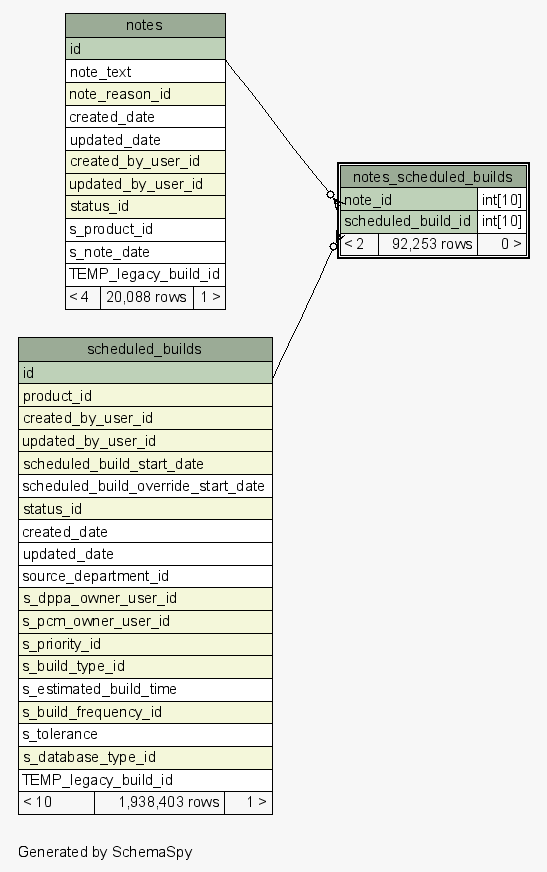 notes
id
note_text
note_reason_id
created_date
updated_date
created_by_user_id
updated_by_user_id
status_id
s_product_id
s_note_date
TEMP_legacy_build_id
< 4 20,088 rows 1 >
notes_scheduled_builds
note_id int[10]
scheduled_build_id int[10]
< 2 92,253 rows 0 >
scheduled_builds
id
product_id
created_by_user_id
updated_by_user_id
scheduled_build_start_date
scheduled_build_override_start_date
status_id
created_date
updated_date
source_department_id
s_dppa_owner_user_id
s_pcm_owner_user_id
s_priority_id
s_build_type_id
s_estimated_build_time
s_build_frequency_id
s_tolerance
s_database_type_id
TEMP_legacy_build_id
< 10 1,938,403 rows 1 >
Generated by SchemaSpy